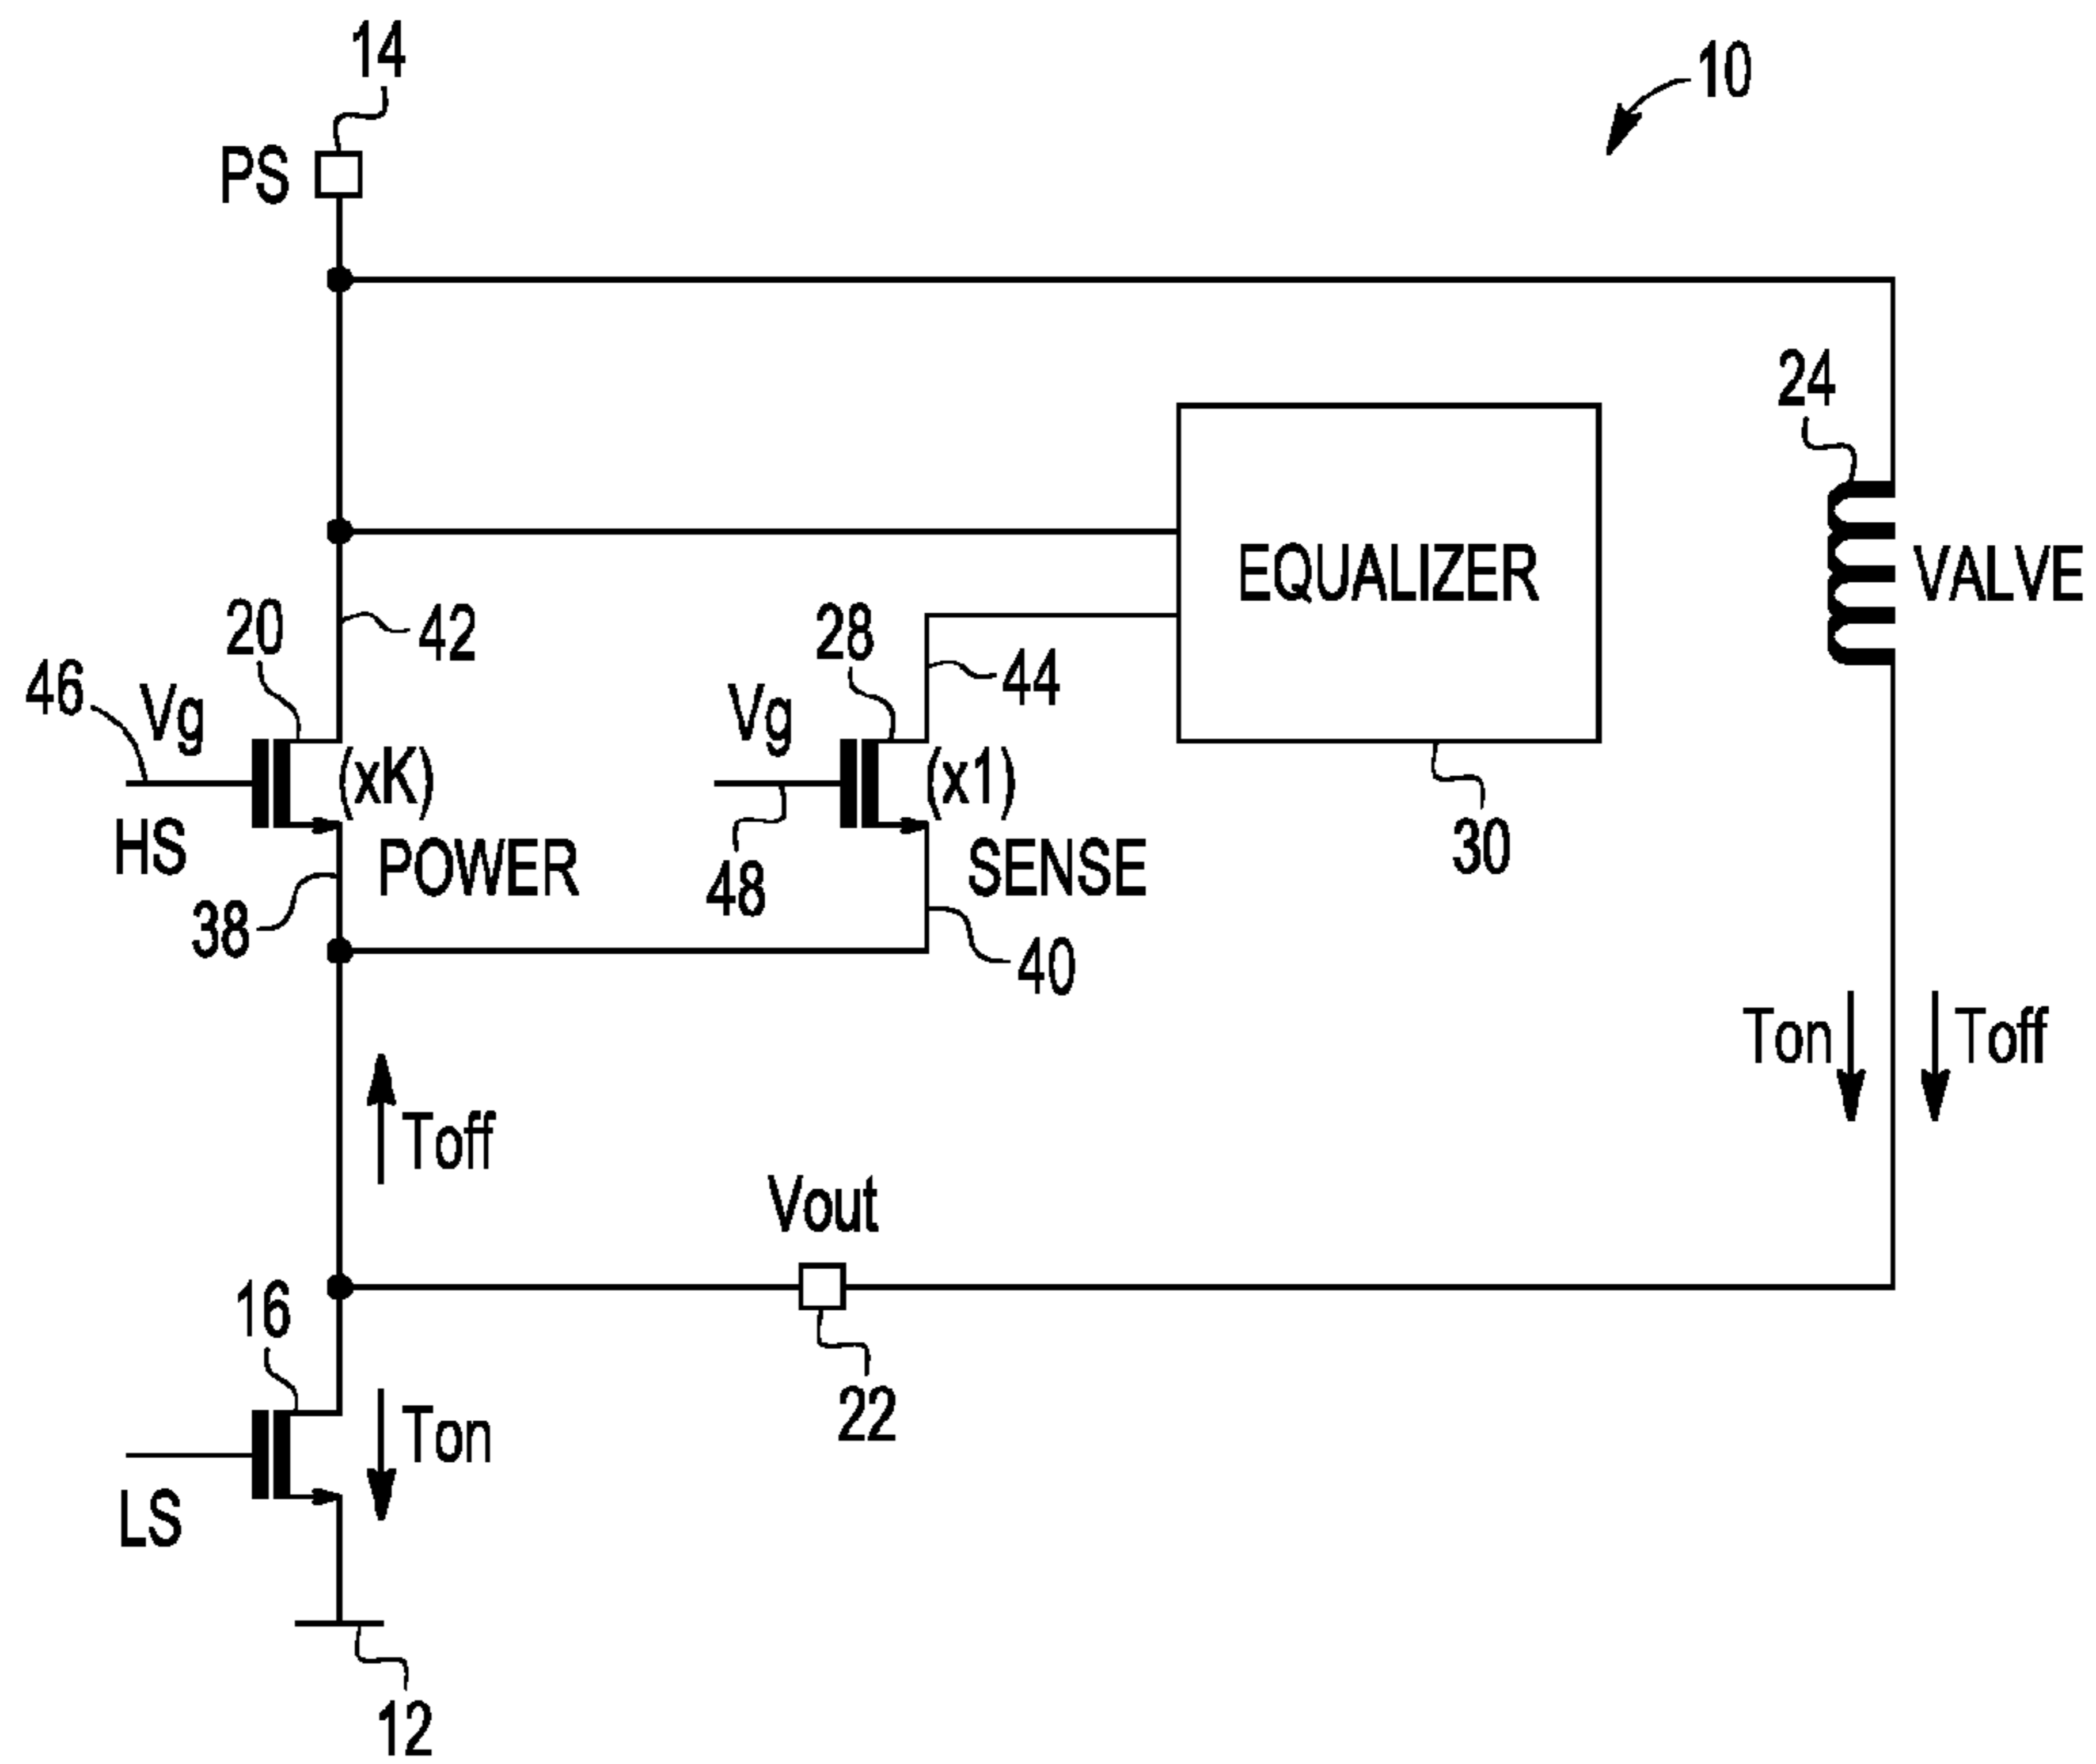 14
10
PS
24
EQUALIZER
VALVE
20
42
28
44
46
Vg
Vg
(xK)
(x1)
HS
POWER
48
SENSE
30
38
40
Ton
Toff
Toff
Vout
16
22
Ton
LS
12